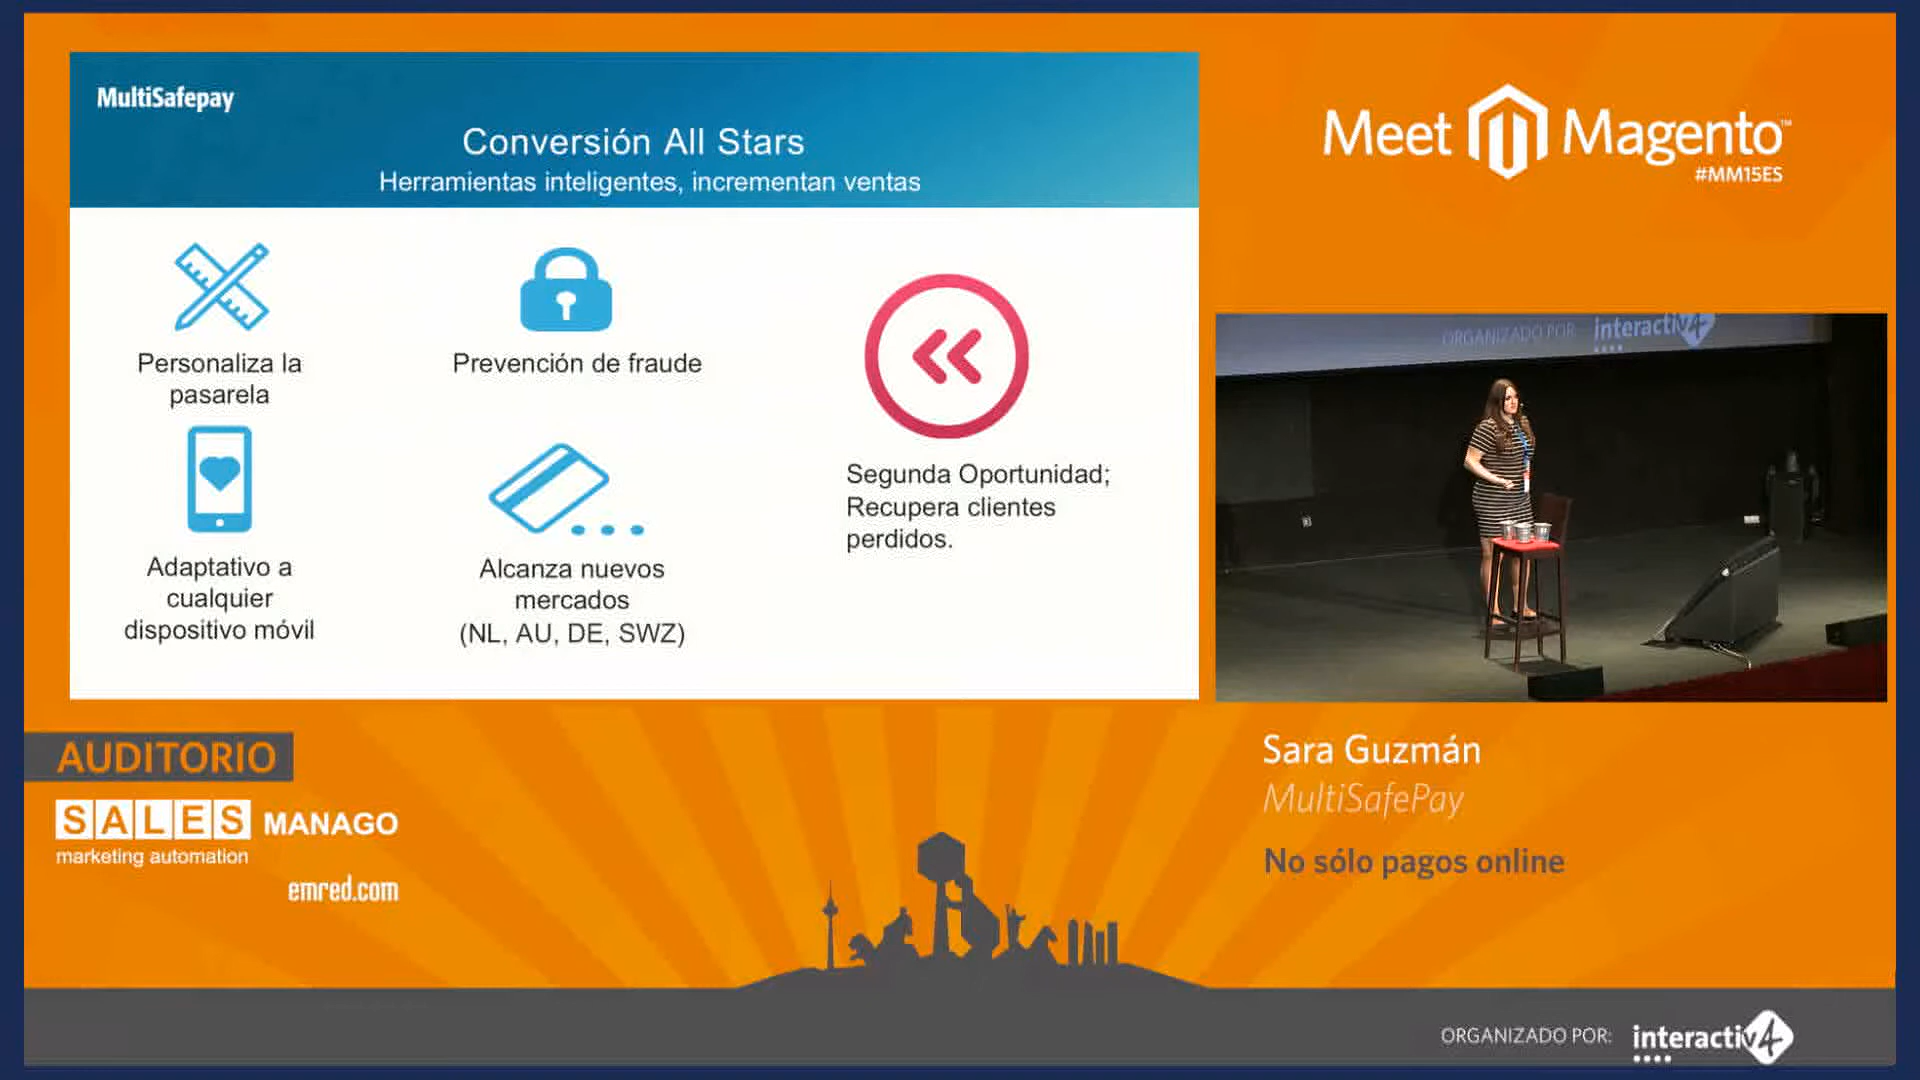 MultiSafepay
Conversión All Stars
Herramientas inteligentes, incrementan ventas
Personaliza la
pasarela
Prevención de fraude
Adaptativo a
cualquier
dispositivo móvil
Alcanza nuevos
mercados
(NL, AU, DE, SWZ)
Segunda Oportunidad;
Recupera clientes
perdidos.
Meet Magento™
#MM15ES
ORGANIZADO POR: interactiv4
Sara Guzmán
MultiSafePay
No sólo pagos online
AUDITORIO
SALES MANAGO
marketing automation
emred.com
ORGANIZADO POR: interactiv4